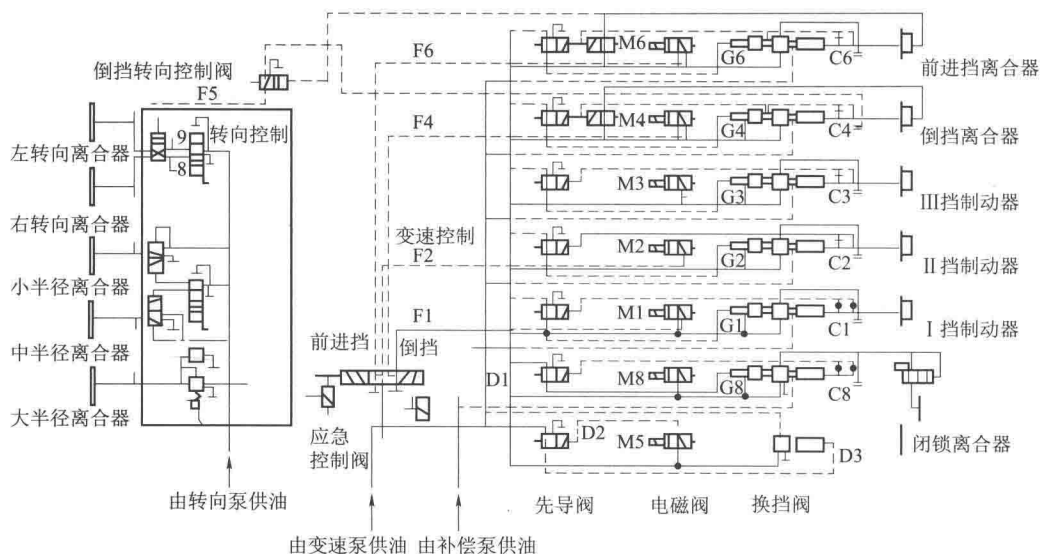 倒挡转向控制阀
F5
F6
M6
G6
C6
前进挡离合器
左转向离合器
9
8
转向控制
F4
M4
G4
C4
倒挡离合器
右转向离合器
M3
G3
C3
III挡制动器
小半径离合器
变速控制
F2
M2
G2
C2
II挡制动器
中半径离合器
前进挡
倒挡
F1
M1
G1
C1
I挡制动器
大半径离合器
D1
M8
G8
C8
应急
控制阀
D2
M5
D3
闭锁离合器
由转向泵供油
先导阀
电磁阀
换挡阀
由变速泵供油
由补偿泵供油